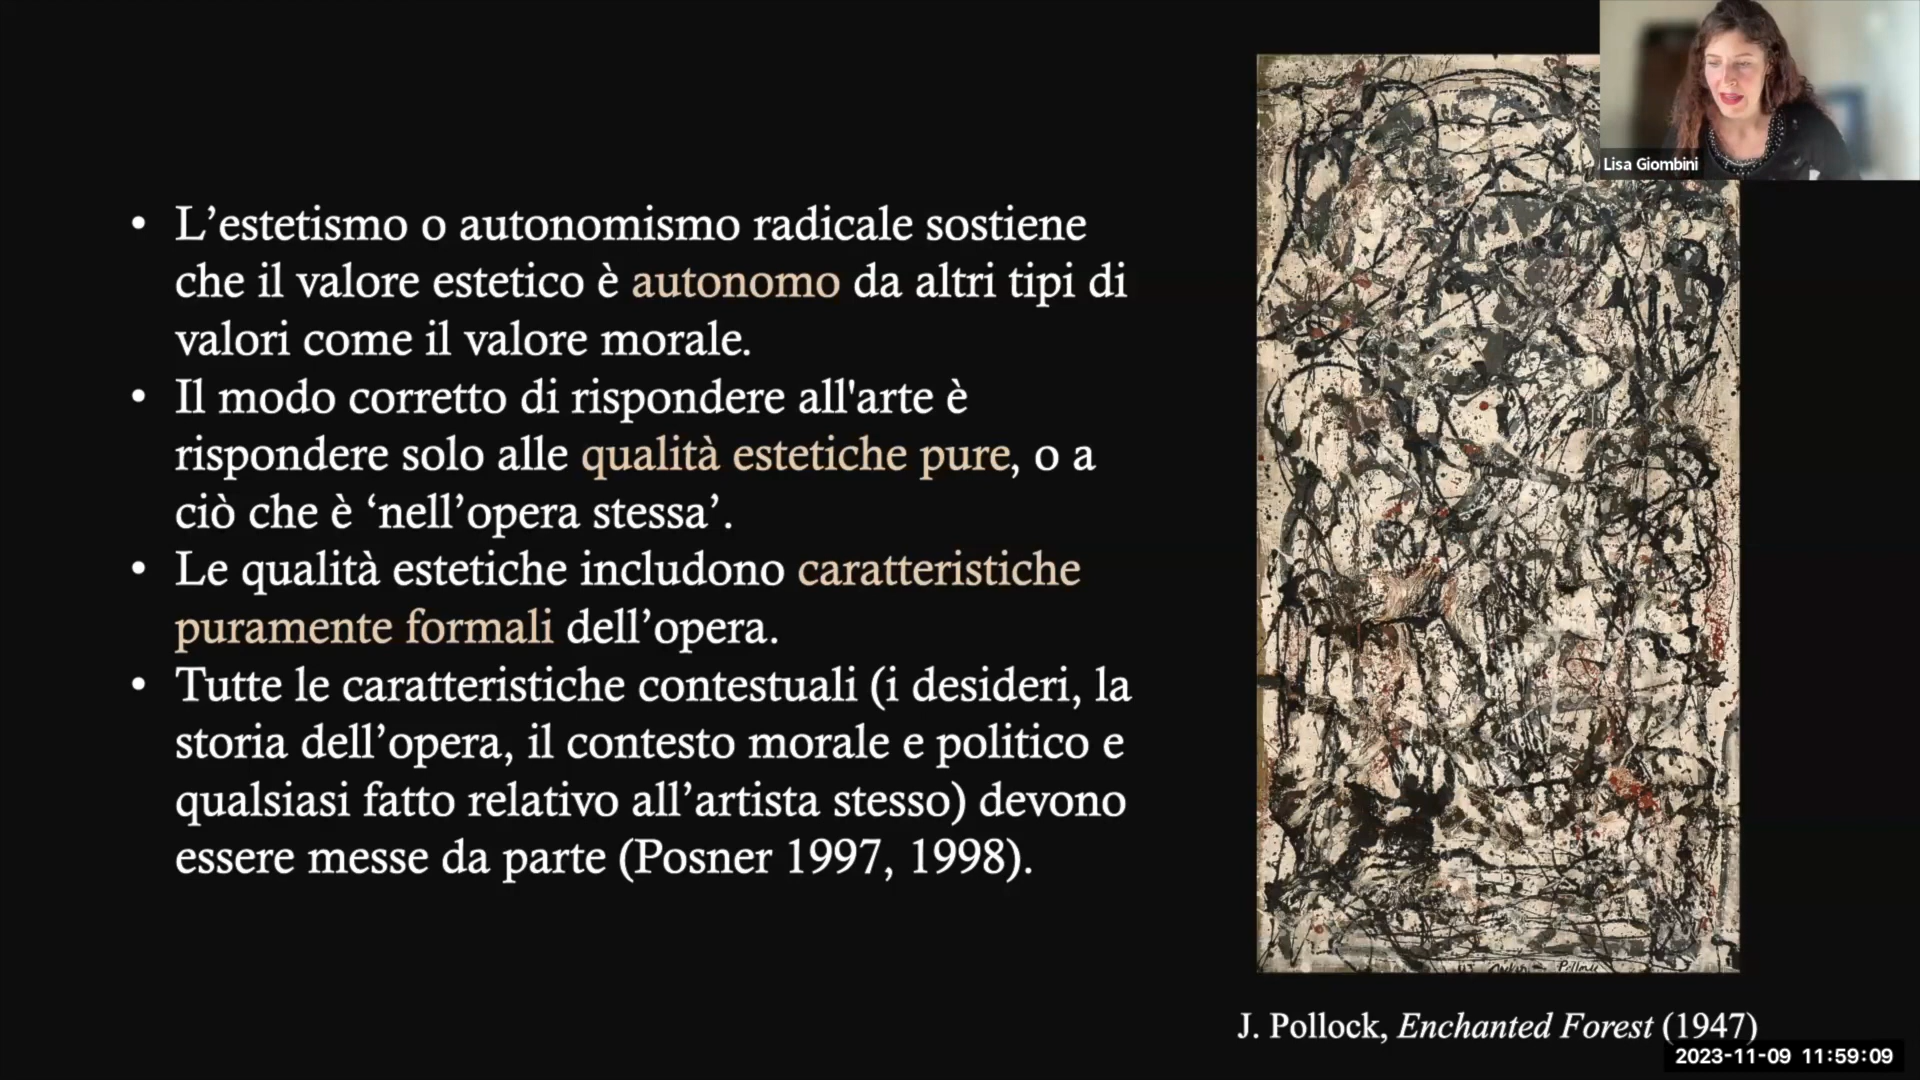 • L’estetismo o autonomismo radicale sostiene
che il valore estetico è autonomo da altri tipi di
valori come il valore morale.
• Il modo corretto di rispondere all'arte è
rispondere solo alle qualità estetiche pure, o a
ciò che è ‘nell’opera stessa’.
• Le qualità estetiche includono caratteristiche
puramente formali dell’opera.
• Tutte le caratteristiche contestuali (i desideri, la
storia dell’opera, il contesto morale e politico e
qualsiasi fatto relativo all’artista stesso) devono
essere messe da parte (Posner 1997, 1998).
Lisa Giombini
Pollock
J. Pollock, Enchanted Forest (1947)
2023-11-09 11:59:09